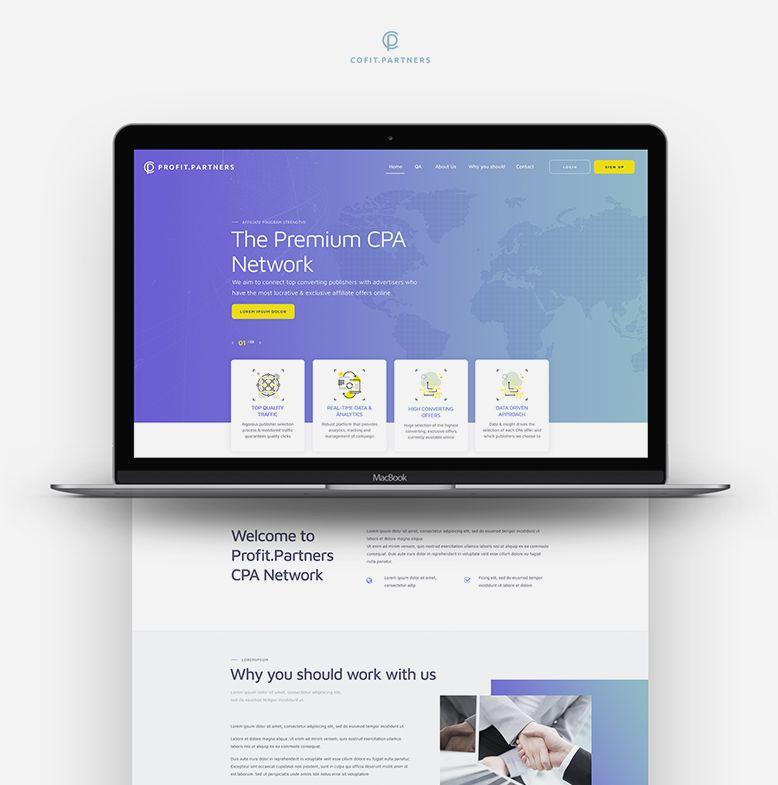 COFIT.PARTNERS
PROFIT.PARTNERS
Home QA About Us Why you should Contact LOGIN SIGN UP
AFFILIATE PROGRAM STRENGTHS
The Premium CPA
Network
We aim to connect top converting publishers with advertisers who
have the most lucrative & exclusive affiliate offers online
LOREM IPSUM DOLOR
01
TOP QUALITY
TRAFFIC
Rigorous publisher selection
process & monitored traffic
guarantees quality clicks
REAL-TIME DATA &
ANALYTICS
Robust platform that provides
analytics, tracking and
management of campaign
HIGH CONVERTING
OFFERS
Huge selection of the highest
converting, exclusive offers
currently available online
DATA DRIVEN
APPROACH
Data & insight drives the
selection of each CPA offer and
which publishers we choose to
MacBook
Welcome to
Profit.Partners
CPA Network
Lorem ipsum dolor sit amet, consectetur adipiscing, sed do eiusmod tempor
labore et dolore magna aliqua.
Ut enim ad minim veniam, quis nostrud exercitation ullamco laboris nisi ut aliquip ex ea commodo
consequat. Duis aute irure dolor in reprehenderit in voluptate velit esse cillum dolore eu fugiat
nulla pariatur.
Lorem ipsum dolor sit amet,
consectetur adip
Ficing elit, sed do eiusmod tempor
incididunt ut labore et dolore
LOREMIPSUM
Why you should work with us
Lorem ipsum dolor sit amet, consectetur adipiscing elit,
sed do eiusmod tempor incididunt ut.
Lorem ipsum dolor sit amet, consectetur adipiscing elit, sed do eiusmod tempor incididunt ut.
Lorem magna aliqua. Ut enim ad minim veniam, quis nostrud exercitation ullamco laboris nisi ut aliquip ex ea commodo
consequat.
Duis aute irure dolor in reprehenderit in voluptate velit esse cillum dolore eu fugiat nulla pariatur.
Excepteur sint occaecat cupidatat non proident, sunt in culpa qui officia deserunt mollit anim id est
laborum. Sed ut perspiciatis unde omnis iste natus error sit voluptatem